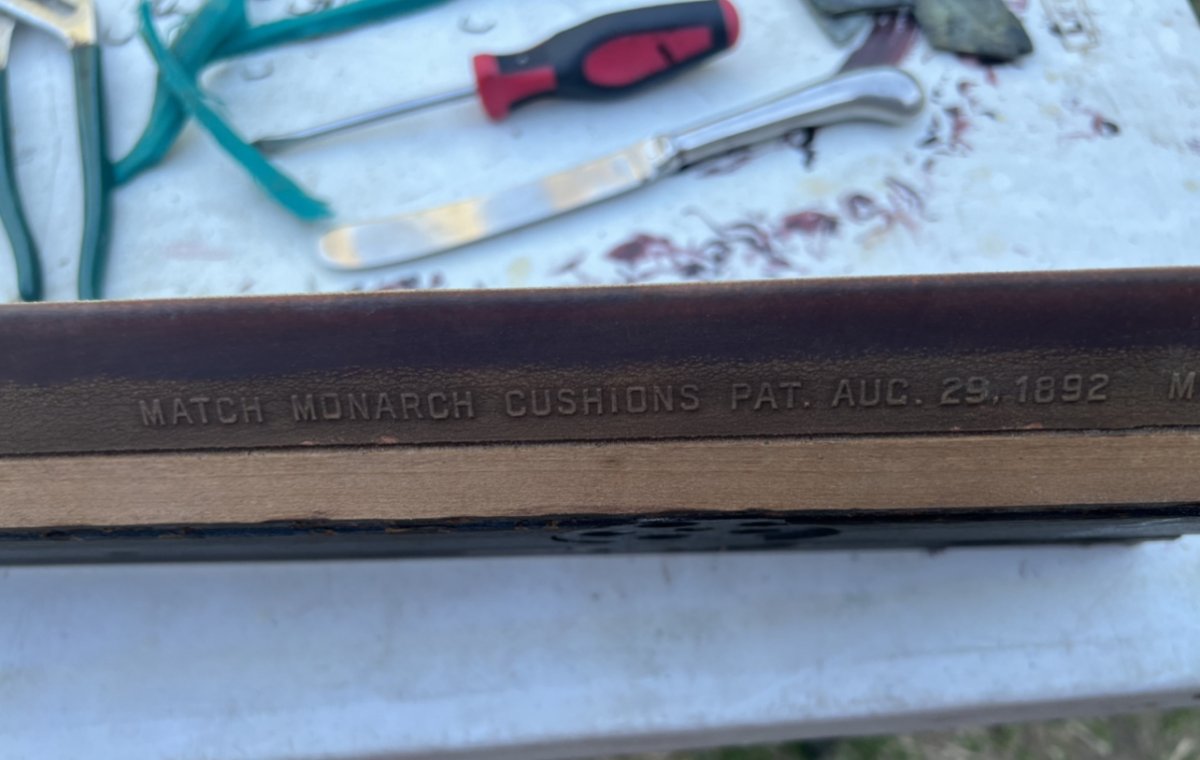 MATCH MONARCH CUSHIONS PAT. AUG. 29, 1892 M